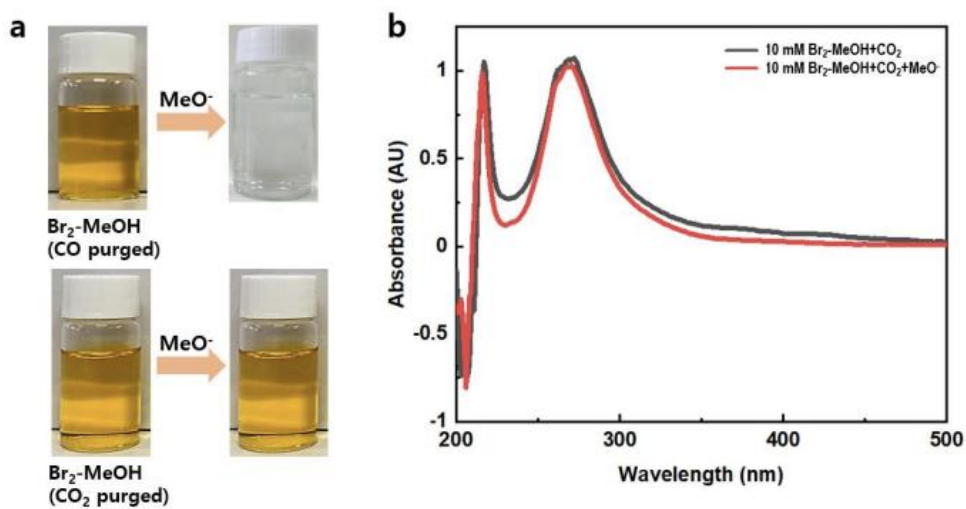 a
MeO⁻
Br₂-MeOH
(CO purged)
MeO⁻
Br₂-MeOH
(CO₂ purged)
b
10 mM Br₂-MeOH+CO₂
10 mM Br₂-MeOH+CO₂+MeO⁻
Absorbance (AU)
1
0.5
0
-0.5
-1
200
300
400
500
Wavelength (nm)